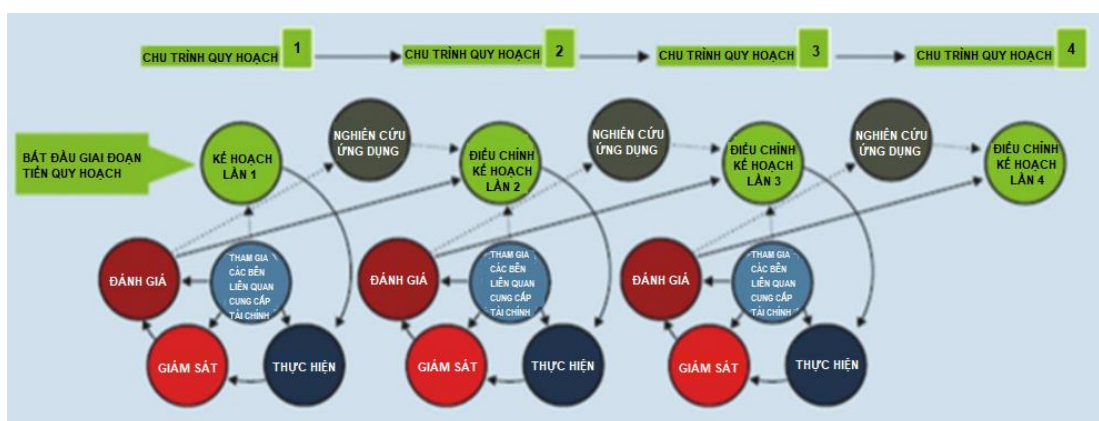 CHU TRÌNH QUY HOẠCH 1
CHU TRÌNH QUY HOẠCH 2
CHU TRÌNH QUY HOẠCH 3
CHU TRÌNH QUY HOẠCH 4
BẮT ĐẦU GIAI ĐOẠN
TIỀN QUY HOẠCH
KẾ HOẠCH
LẦN 1
NGHIÊN CỨU
ỨNG DỤNG
ĐIỀU CHỈNH
KẾ HOẠCH
LẦN 2
NGHIÊN CỨU
ỨNG DỤNG
ĐIỀU CHỈNH
KẾ HOẠCH
LẦN 3
NGHIÊN CỨU
ỨNG DỤNG
ĐIỀU CHỈNH
KẾ HOẠCH
LẦN 4
ĐÁNH GIÁ
THAM GIA
CÁC BÊN
LIÊN QUAN
CUNG CẤP
TÀI CHÍNH
GIÁM SÁT
THỰC HIỆN
ĐÁNH GIÁ
THAM GIA
CÁC BÊN
LIÊN QUAN
CUNG CẤP
TÀI CHÍNH
GIÁM SÁT
THỰC HIỆN
ĐÁNH GIÁ
THAM GIA
CÁC BÊN
LIÊN QUAN
CUNG CẤP
TÀI CHÍNH
GIÁM SÁT
THỰC HIỆN